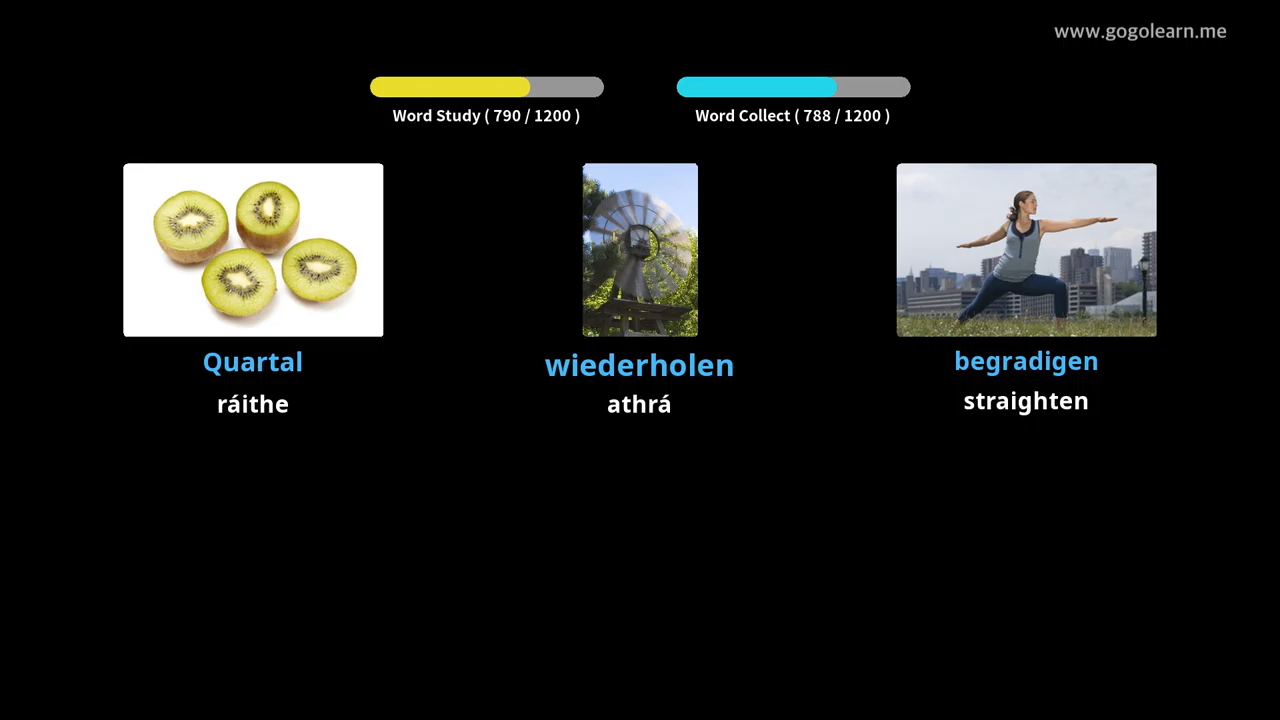 www.gogolearn.me
Word Study ( 790 / 1200 )
Word Collect ( 788 / 1200 )
Quartal
ráithe
wiederholen
athrá
begradigen
straighten